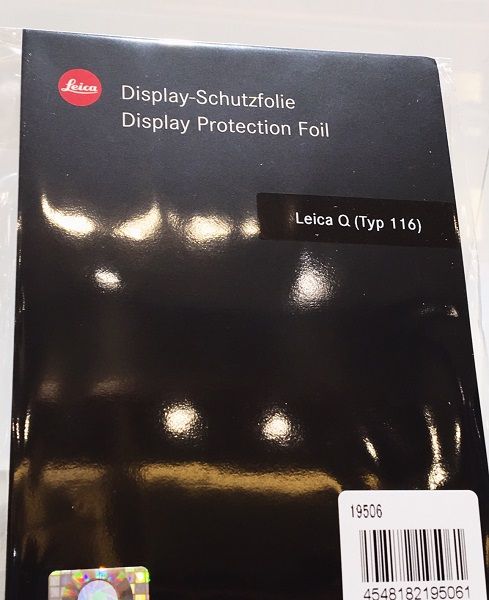 Leica
Display-Schutzfolie
Display Protection Foil
Leica Q (Typ 116)
19506
4548182195061